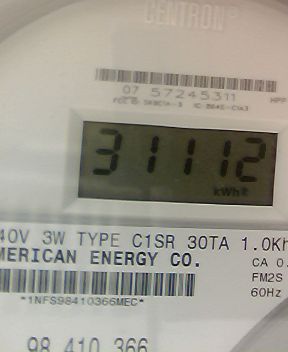 CENTRON®
07 57245311
31112
kWh
40V 3W TYPE C1SR 30TA 1.0Kh
MERICAN ENERGY CO.
CA 0.
FM2S
60Hz
*1NFS98410366MEC*
98 410 366